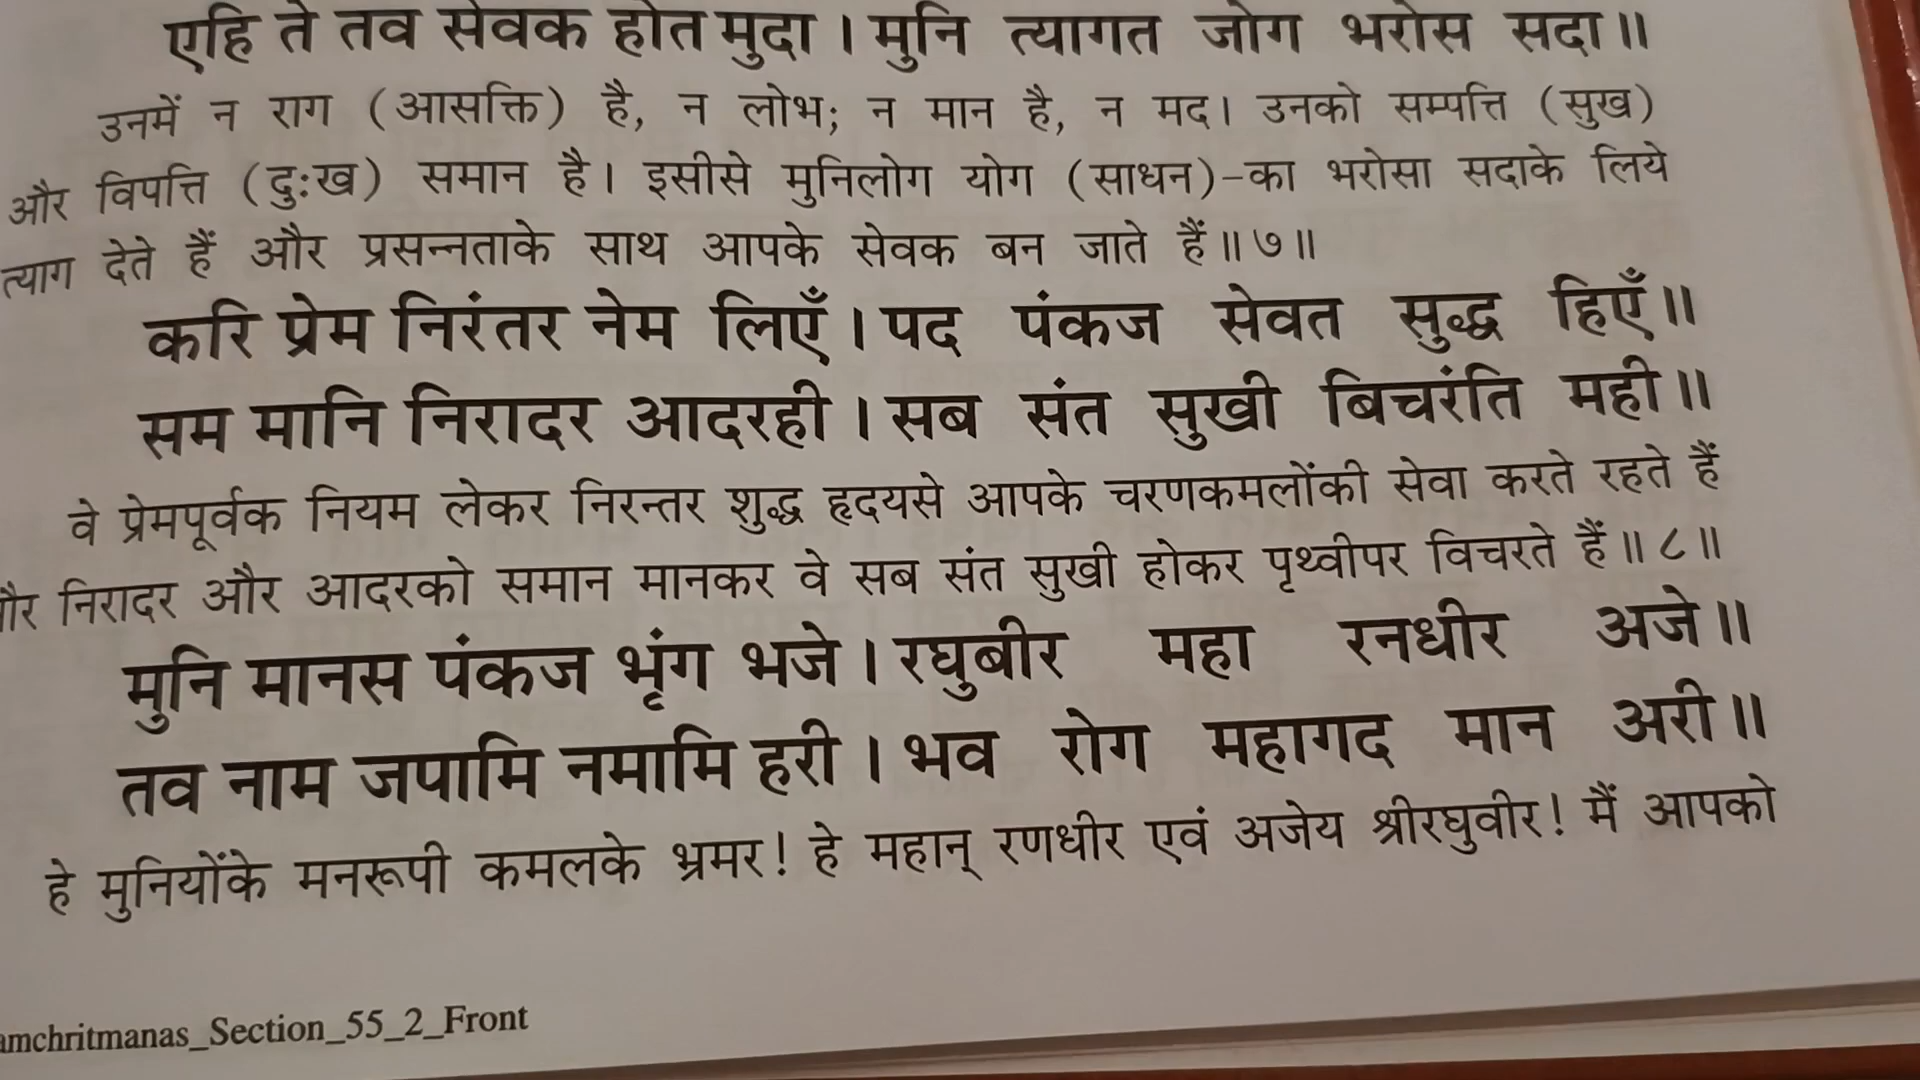 एहि ते तव सेवक होत मुदा। मुनि त्यागत जोग भरोस सदा॥
उनमें न राग (आसक्ति) है, न लोभ; न मान है, न मद। उनको सम्पत्ति (सुख)
और विपत्ति (दुःख) समान है। इसीसे मुनिलोग योग (साधन)-का भरोसा सदाके लिये
त्याग देते हैं और प्रसन्नताके साथ आपके सेवक बन जाते हैं॥७॥
करि प्रेम निरंतर नेम लिएँ। पद पंकज सेवत सुद्ध हिएँ॥
सम मानि निरादर आदरही। सब संत सुखी बिचरंति मही॥
वे प्रेमपूर्वक नियम लेकर निरन्तर शुद्ध हृदयसे आपके चरणकमलोंकी सेवा करते रहते हैं
और निरादर और आदरको समान मानकर वे सब संत सुखी होकर पृथ्वीपर विचरते हैं॥८॥
मुनि मानस पंकज भृंग भजे। रघुबीर महा रनधीर अजे॥
तव नाम जपामि नमामि हरी। भव रोग महागद मान अरी॥
हे मुनियोंके मनरूपी कमलके भ्रमर! हे महान् रणधीर एवं अजेय श्रीरघुवीर! मैं आपको
amchritmanas_Section_55_2_Front